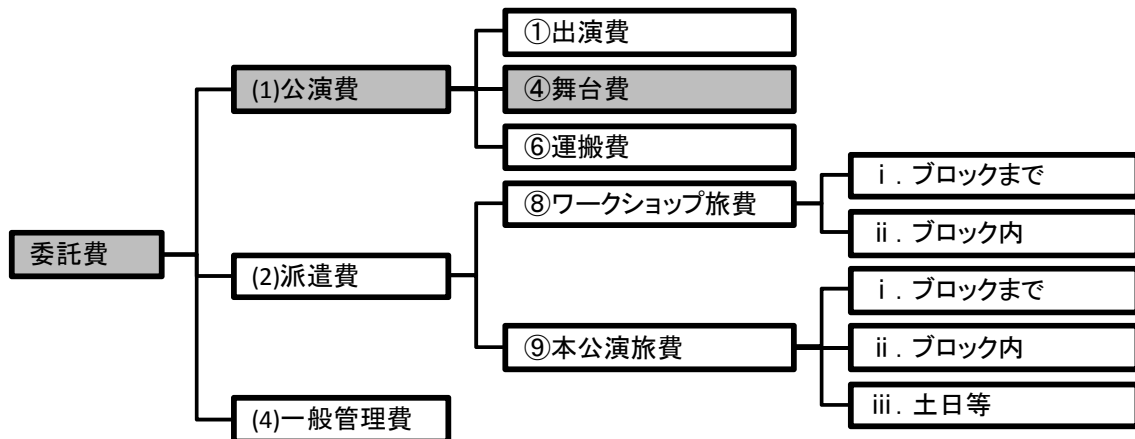 ①出演費
(1)公演費
④舞台費
⑥運搬費
ⅰ．ブロックまで
⑧ワークショップ旅費
ⅱ．ブロック内
委託費
(2)派遣費
ⅰ．ブロックまで
⑨本公演旅費
ⅱ．ブロック内
ⅲ．土日等
(4)一般管理費